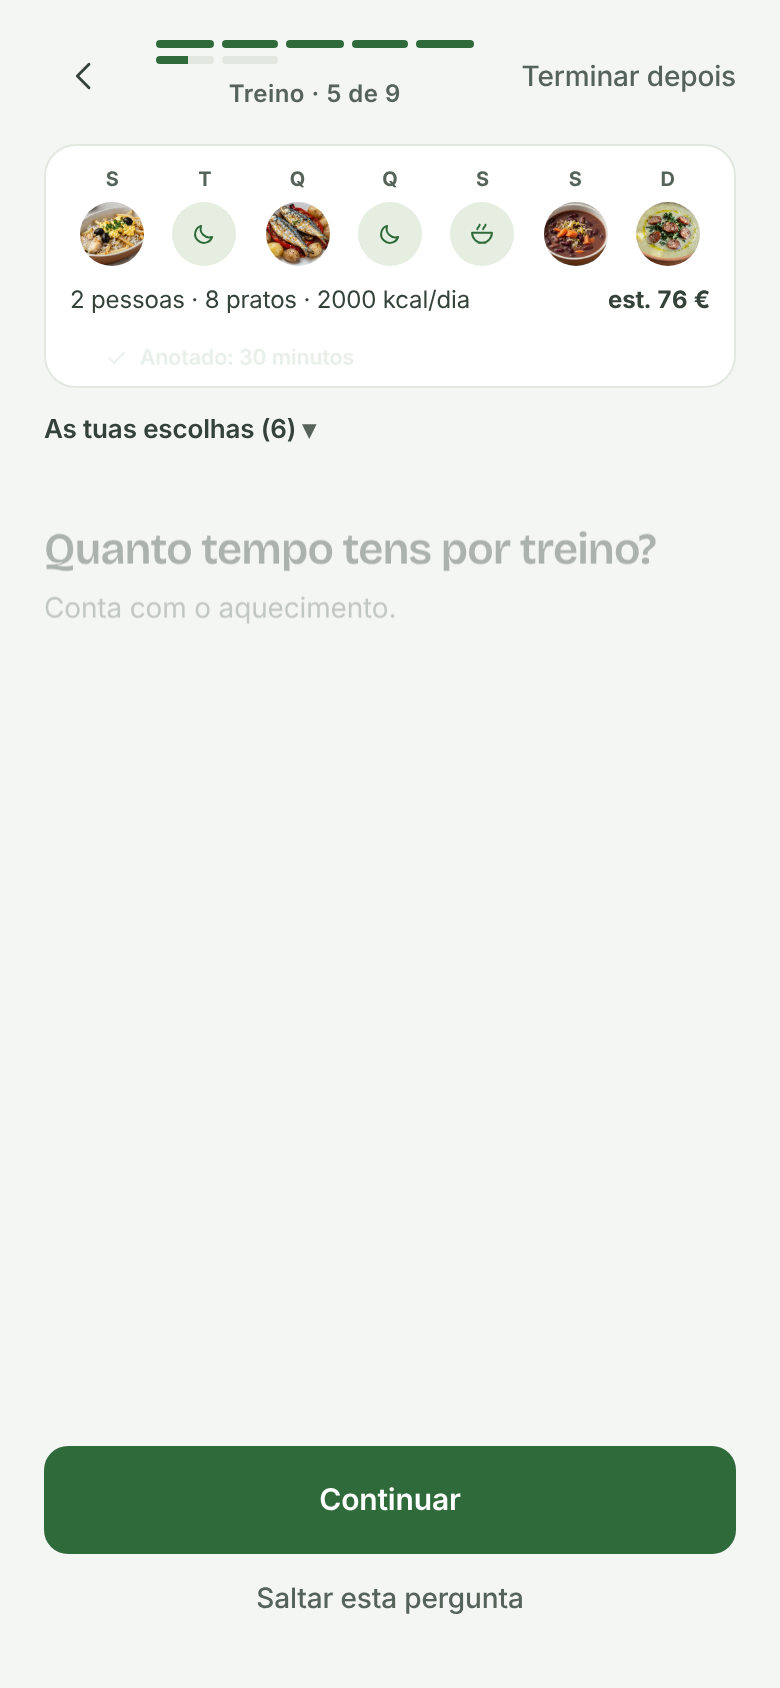 Treino · 5 de 9
Terminar depois
S T Q Q S S D
2 pessoas · 8 pratos · 2000 kcal/dia est. 76 €
Anotado: 30 minutos
As tuas escolhas (6) ▾
Quanto tempo tens por treino?
Conta com o aquecimento.
Continuar
Saltar esta pergunta